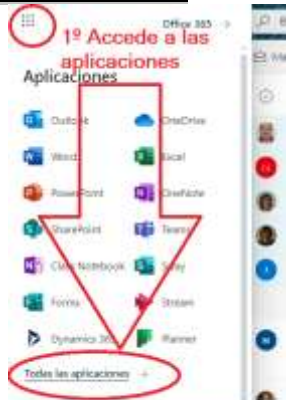 Office 365 →
1º Accede a las
aplicaciones
Aplicaciones
Outlook OneDrive
Word Excel
PowerPoint OneNote
SharePoint Teams
Class Notebook Sway
Forms Stream
Dynamics 365 Planner
Todas las aplicaciones →